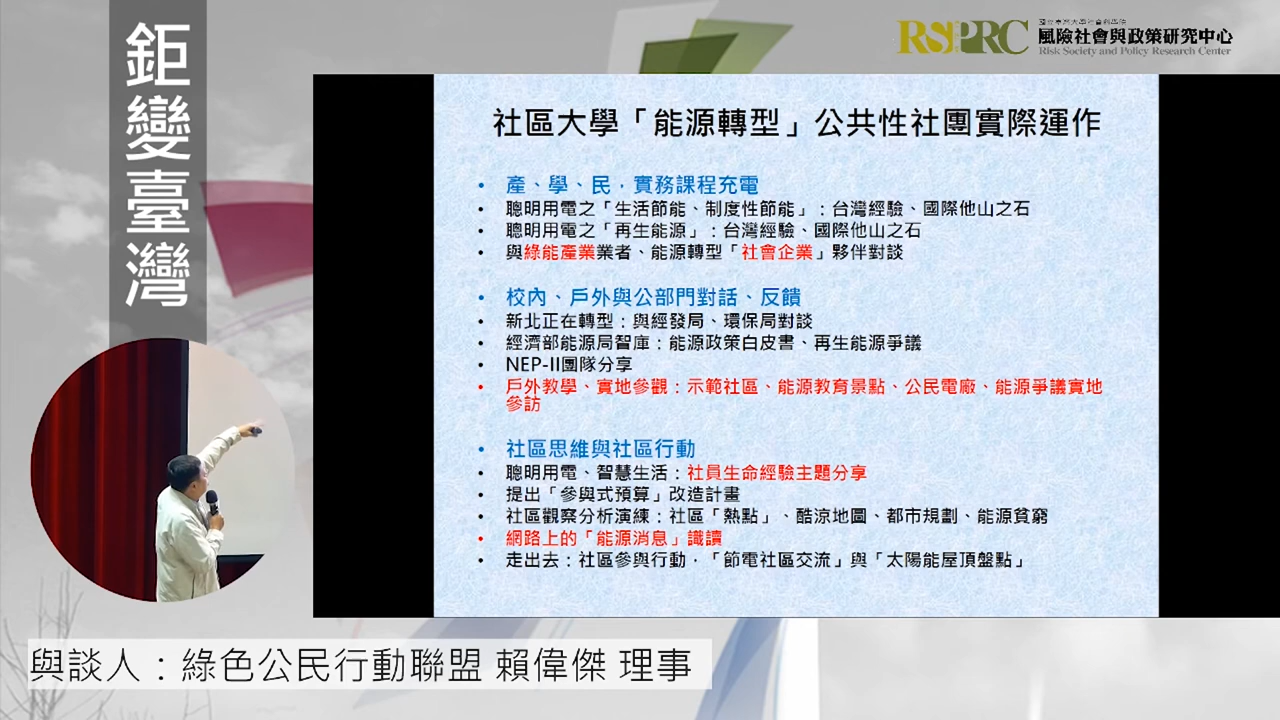 鉅變臺灣
RSPRC
國立臺灣大學社會科學院
風險社會與政策研究中心
Risk Society and Policy Research Center
社區大學「能源轉型」公共性社團實際運作
• 產、學、民，實務課程充電
• 聰明用電之「生活節能、制度性節能」：台灣經驗、國際他山之石
• 聰明用電之「再生能源」：台灣經驗、國際他山之石
• 與綠能產業業者、能源轉型「社會企業」夥伴對談
• 校內、戶外與公部門對話、反饋
• 新北正在轉型：與經發局、環保局對談
• 經濟部能源局智庫：能源政策白皮書、再生能源爭議
• NEP-II團隊分享
• 戶外教學、實地參觀：示範社區、能源教育景點、公民電廠、能源爭議實地
參訪
• 社區思維與社區行動
• 聰明用電、智慧生活：社員生命經驗主題分享
• 提出「參與式預算」改造計畫
• 社區觀察分析演練：社區「熱點」、酷涼地圖、都市規劃、能源貧窮
• 網路上的「能源消息」識讀
• 走出去：社區參與行動，「節電社區交流」與「太陽能屋頂盤點」
與談人：綠色公民行動聯盟 賴偉傑 理事